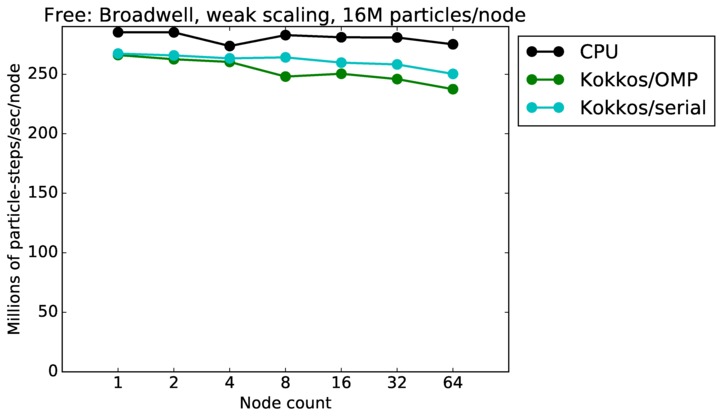 Free: Broadwell, weak scaling, 16M particles/node
CPU
Kokkos/OMP
Kokkos/serial
Millions of particle-steps/sec/node
250
200
150
100
50
0
1 2 4 8 16 32 64
Node count